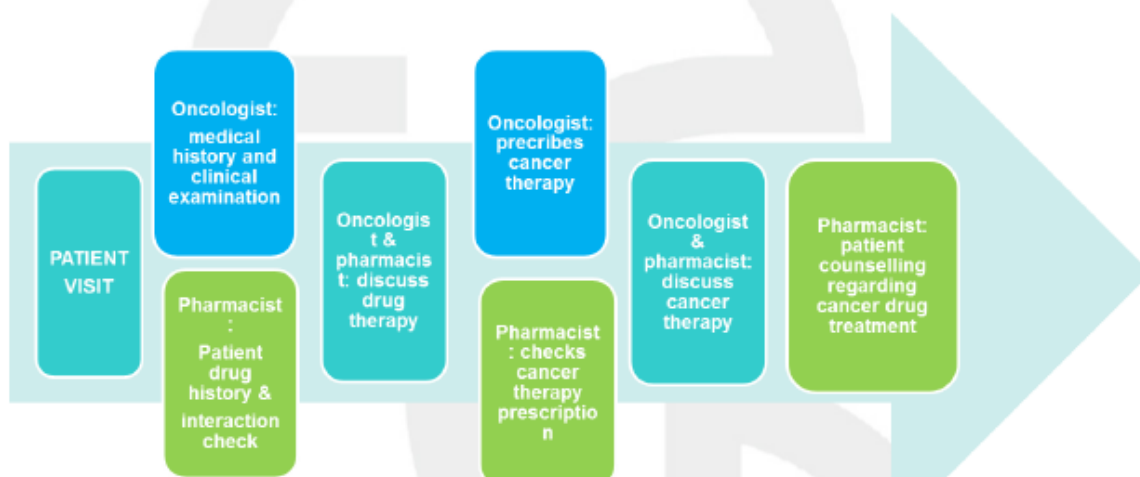 PATIENT
VISIT
Oncologist:
medical
history and
clinical
examination
Pharmacist
:
Patient
drug
history &
interaction
check
Oncologis
t &
pharmacis
t: discuss
drug
therapy
Oncologist:
precribes
cancer
therapy
Pharmacist
: checks
cancer
therapy
prescriptio
n
Oncologist
&
pharmacist:
discuss
cancer
therapy
Pharmacist:
patient
counselling
regarding
cancer drug
treatment